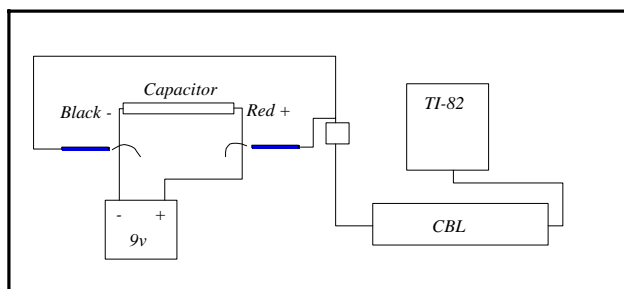 Capacitor
Black -
Red +
TI-82
- +
9v
CBL